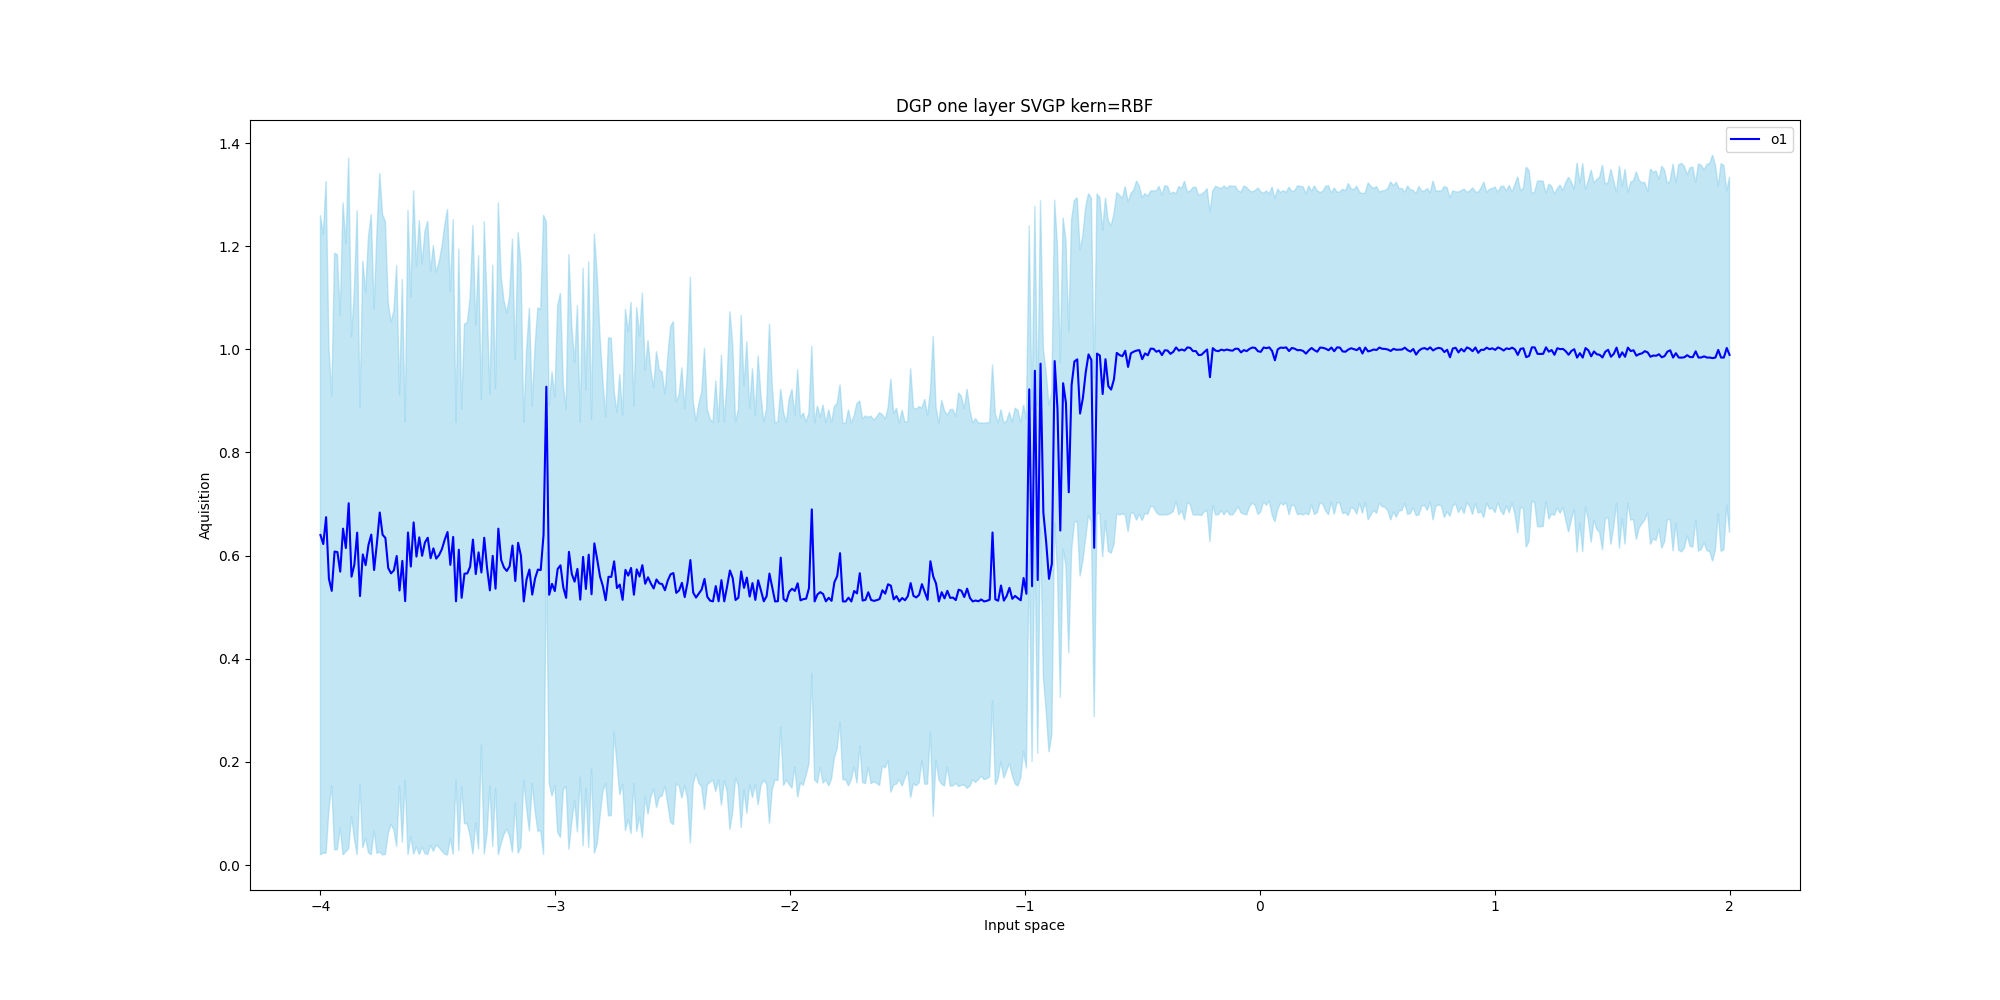 DGP one layer SVGP kern=RBF
o1
1.4
1.2
1.0
0.8
0.6
0.4
0.2
0.0
Aquisition
−4 −3 −2 −1 0 1 2
Input space